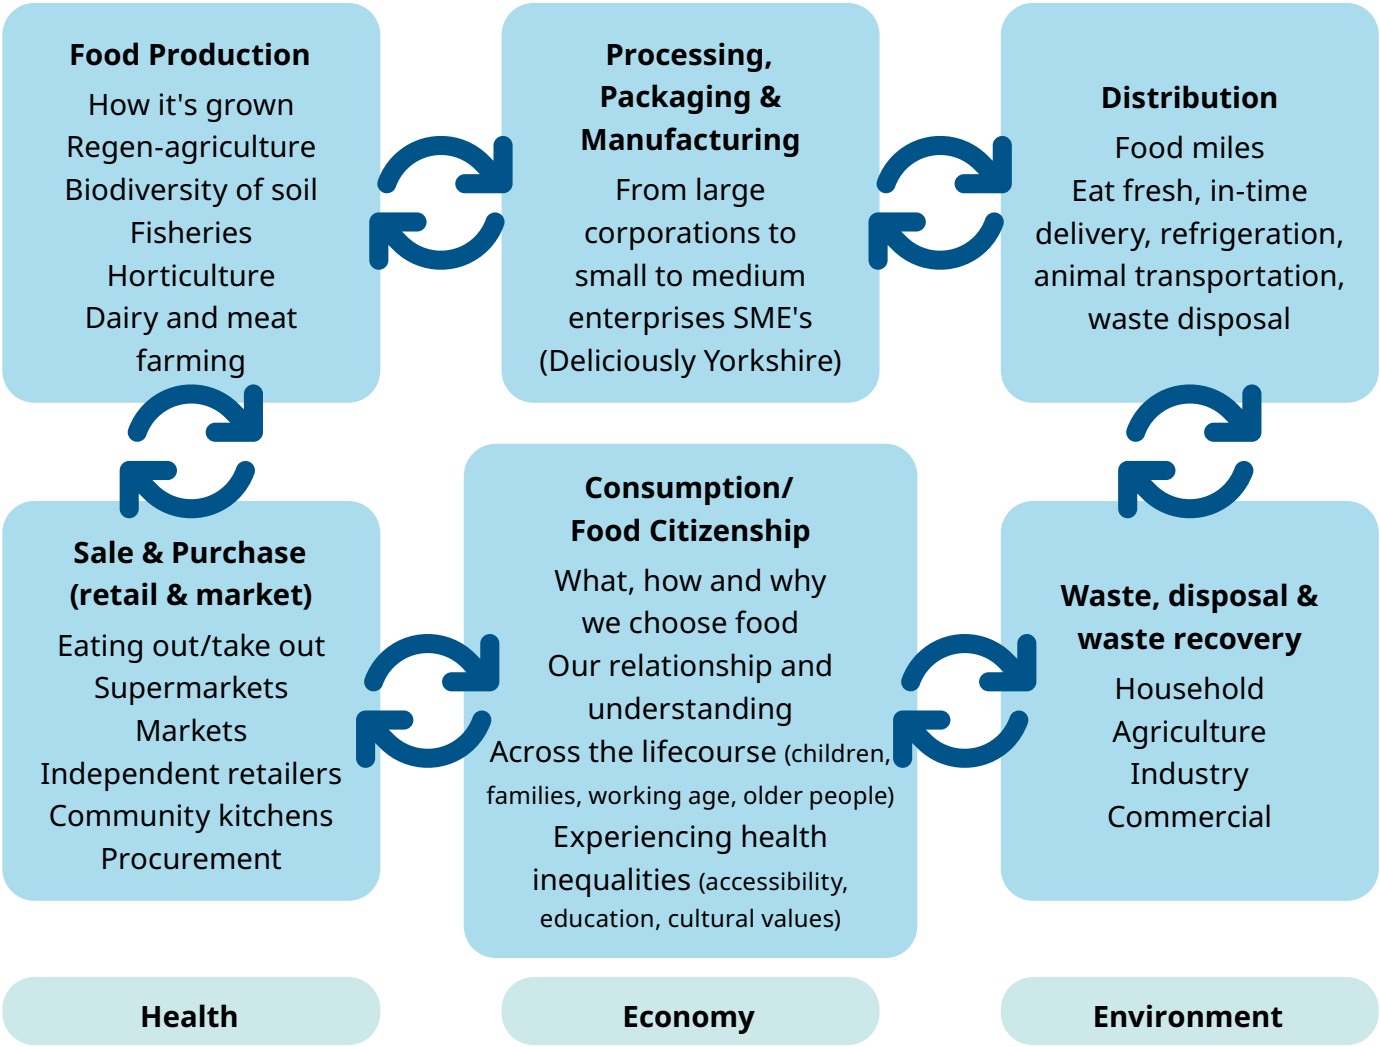 Food Production
How it's grown
Regen-agriculture
Biodiversity of soil
Fisheries
Horticulture
Dairy and meat
farming
Processing,
Packaging &
Manufacturing
From large
corporations to
small to medium
enterprises SME's
(Deliciously Yorkshire)
Distribution
Food miles
Eat fresh, in-time
delivery, refrigeration,
animal transportation,
waste disposal
Sale & Purchase
(retail & market)
Eating out/take out
Supermarkets
Markets
Independent retailers
Community kitchens
Procurement
Consumption/
Food Citizenship
What, how and why
we choose food
Our relationship and
understanding
Across the lifecourse (children,
families, working age, older people)
Experiencing health
inequalities (accessibility,
education, cultural values)
Waste, disposal &
waste recovery
Household
Agriculture
Industry
Commercial
Health
Economy
Environment